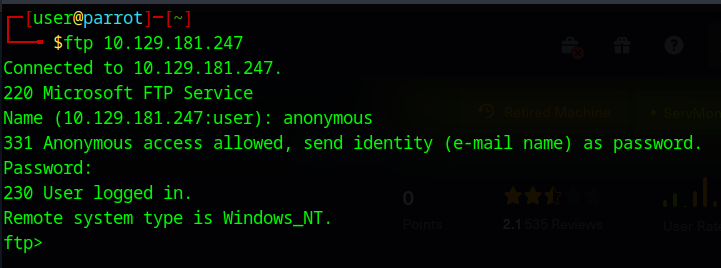 [user@parrot]-[~]
$ftp 10.129.181.247
Connected to 10.129.181.247.
220 Microsoft FTP Service
Name (10.129.181.247:user): anonymous
331 Anonymous access allowed, send identity (e-mail name) as password.
Password:
230 User logged in.
Remote system type is Windows_NT.
ftp>
Retired Machine
0
Points
2.1 535 Reviews